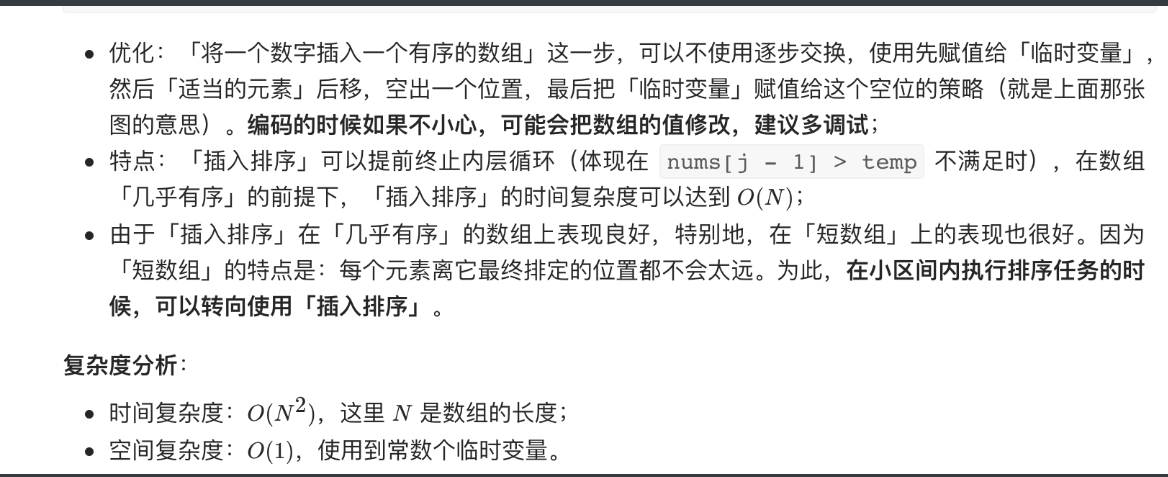 • 优化：「将一个数字插入一个有序的数组」这一步，可以不使用逐步交换，使用先赋值给「临时变量」，
然后「适当的元素」后移，空出一个位置，最后把「临时变量」赋值给这个空位的策略（就是上面那张
图的意思）。编码的时候如果不小心，可能会把数组的值修改，建议多调试；
• 特点：「插入排序」可以提前终止内层循环（体现在 nums[j - 1] > temp 不满足时），在数组
「几乎有序」的前提下，「插入排序」的时间复杂度可以达到 O(N)；
• 由于「插入排序」在「几乎有序」的数组上表现良好，特别地，在「短数组」上的表现也很好。因为
「短数组」的特点是：每个元素离它最终排定的位置都不会太远。为此，在小区间内执行排序任务的时
候，可以转向使用「插入排序」。
复杂度分析：
• 时间复杂度：O(N²)，这里 N 是数组的长度；
• 空间复杂度：O(1)，使用到常数个临时变量。